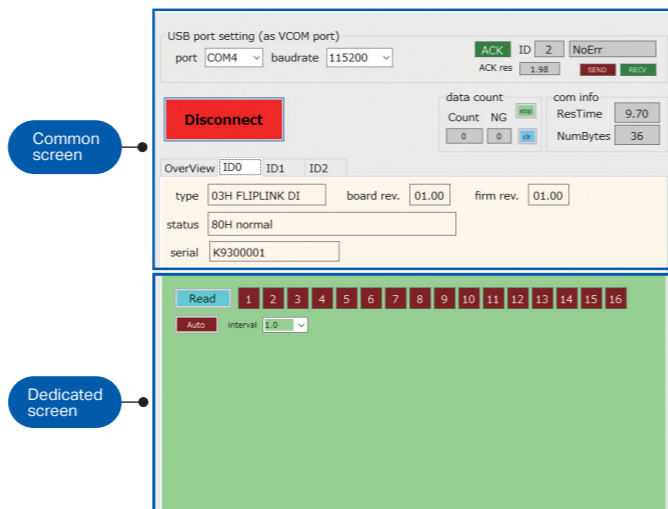 USB port setting (as VCOM port)
port COM4 baudrate 115200
ACK ID 2 NoErr
ACK res 1.98 SEND RECV
Disconnect
data count
Count NG stop
0 0 clr
com info
ResTime 9.70
NumBytes 36
Common
screen
OverView ID0 ID1 ID2
type 03H FLIPLINK DI board rev. 01.00 firm rev. 01.00
status 80H normal
serial K9300001
Read 1 2 3 4 5 6 7 8 9 10 11 12 13 14 15 16
Auto interval 1.0
Dedicated
screen